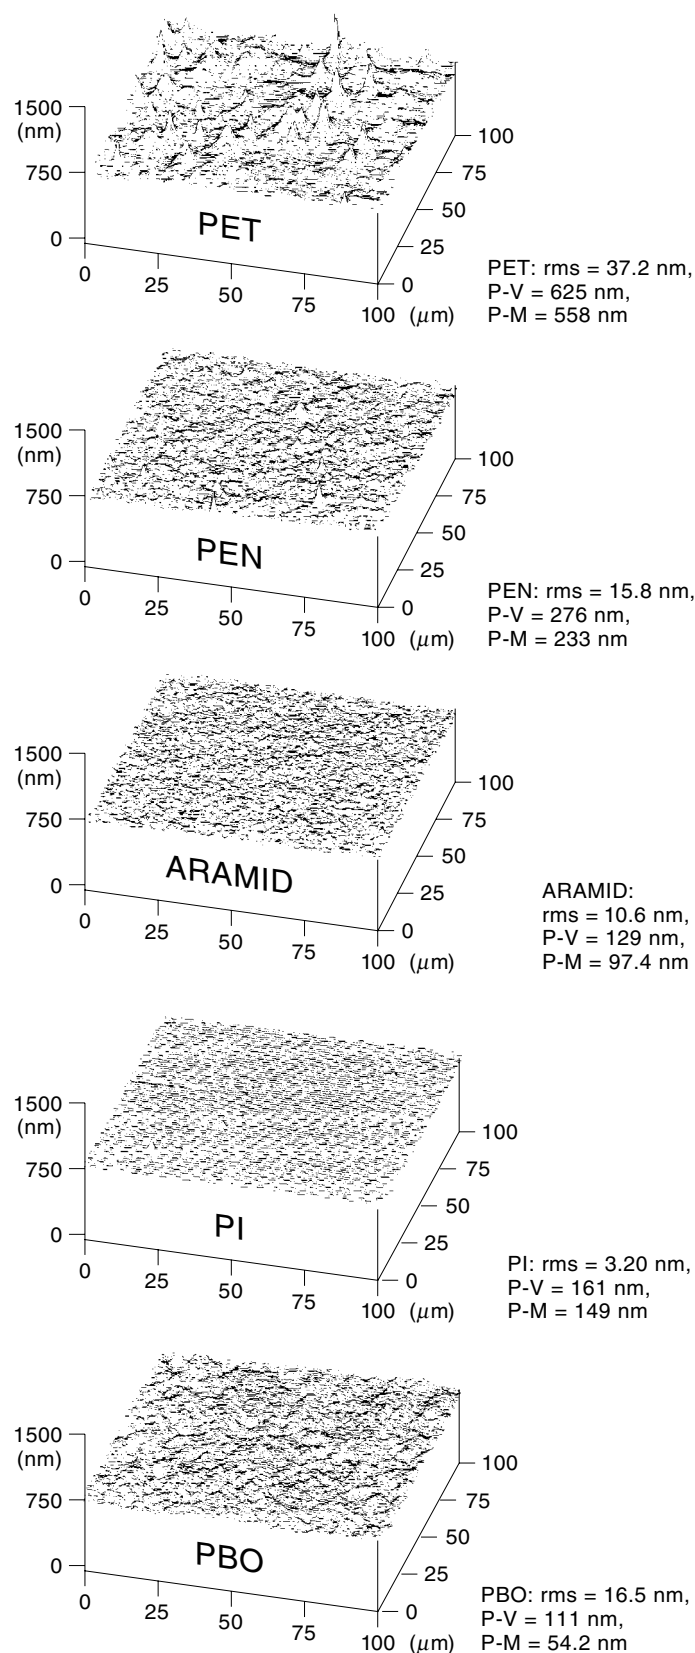 1500
(nm)
750
0
0
25
50
75
100 (μm)
0
25
50
75
100
PET
PET: rms = 37.2 nm,
P-V = 625 nm,
P-M = 558 nm
1500
(nm)
750
0
0
25
50
75
100 (μm)
0
25
50
75
100
PEN
PEN: rms = 15.8 nm,
P-V = 276 nm,
P-M = 233 nm
1500
(nm)
750
0
0
25
50
75
100 (μm)
0
25
50
75
100
ARAMID
ARAMID:
rms = 10.6 nm,
P-V = 129 nm,
P-M = 97.4 nm
1500
(nm)
750
0
0
25
50
75
100 (μm)
0
25
50
75
100
PI
PI: rms = 3.20 nm,
P-V = 161 nm,
P-M = 149 nm
1500
(nm)
750
0
0
25
50
75
100 (μm)
0
25
50
75
100
PBO
PBO: rms = 16.5 nm,
P-V = 111 nm,
P-M = 54.2 nm